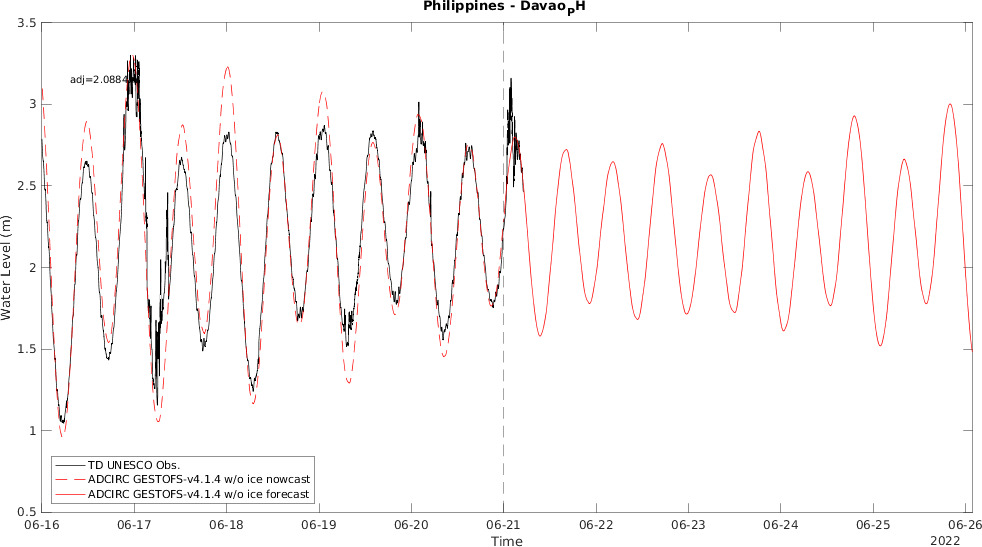 Philippines - DavaoPH
3.5
3
2.5
2
1.5
1
0.5
Water Level (m)
adj=2.0884
TD UNESCO Obs.
ADCIRC GESTOFS-v4.1.4 w/o ice nowcast
ADCIRC GESTOFS-v4.1.4 w/o ice forecast
06-16 06-17 06-18 06-19 06-20 06-21 06-22 06-23 06-24 06-25 06-26
Time
2022